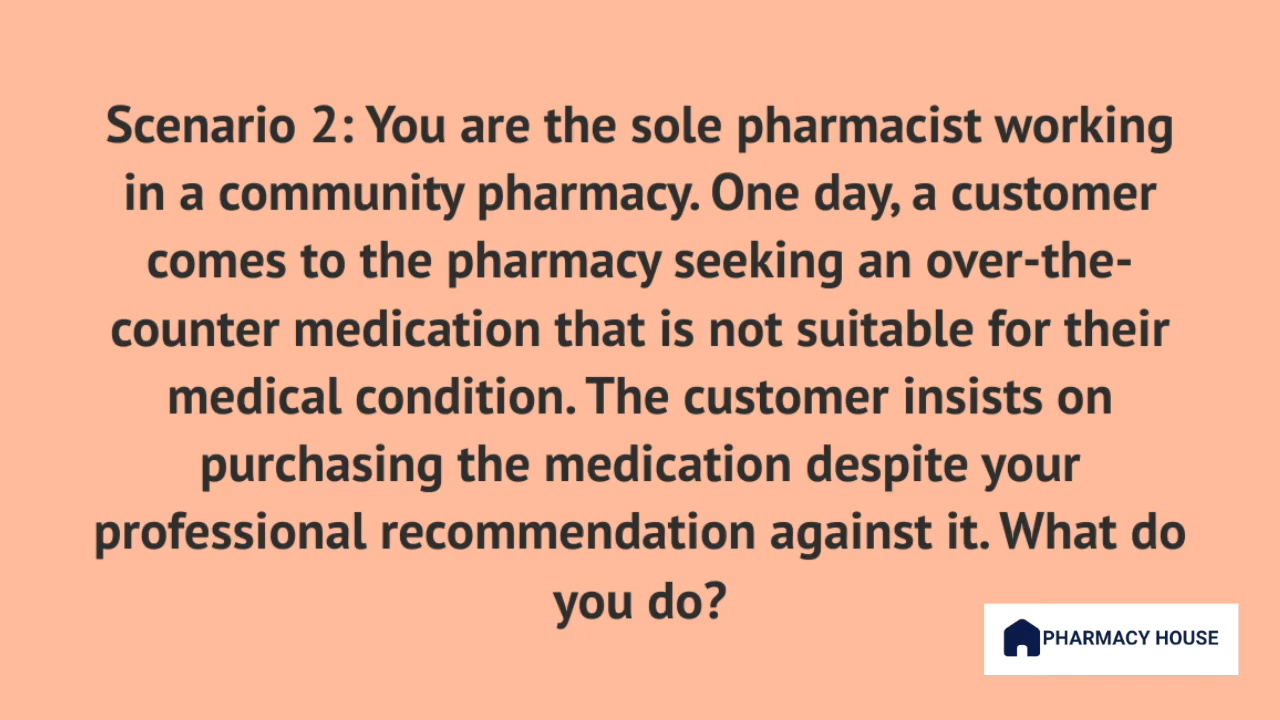 Scenario 2: You are the sole pharmacist working
in a community pharmacy. One day, a customer
comes to the pharmacy seeking an over-the-
counter medication that is not suitable for their
medical condition. The customer insists on
purchasing the medication despite your
professional recommendation against it. What do
you do?
PHARMACY HOUSE